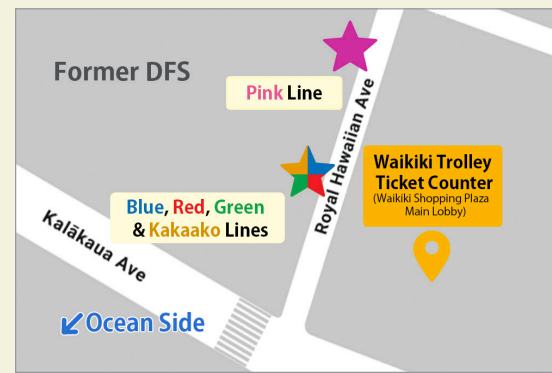 Former DFS
Pink Line
Royal Hawaiian Ave
Waikiki Trolley
Ticket Counter
(Waikiki Shopping Plaza
Main Lobby)
Blue, Red, Green
& Kakaako Lines
Kalākaua Ave
Ocean Side